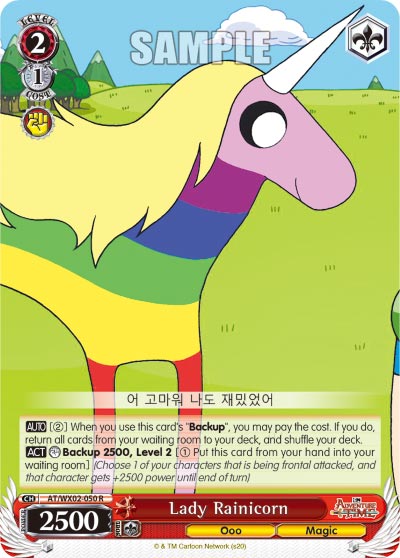 LEVEL
2
1
COST
SAMPLE
어 고마워 나도 재밌었어
AUTO [②] When you use this card's "Backup", you may pay the cost. If you do,
return all cards from your waiting room to your deck, and shuffle your deck.
ACT Backup 2500, Level 2 [① Put this card from your hand into your
waiting room] (Choose 1 of your characters that is being frontal attacked, and
that character gets +2500 power until end of turn)
CH AT/WX02-050 R
POWER 2500
Lady Rainicorn
ADVENTURE TIME
Ooo Magic
© & TM Cartoon Network (s20)